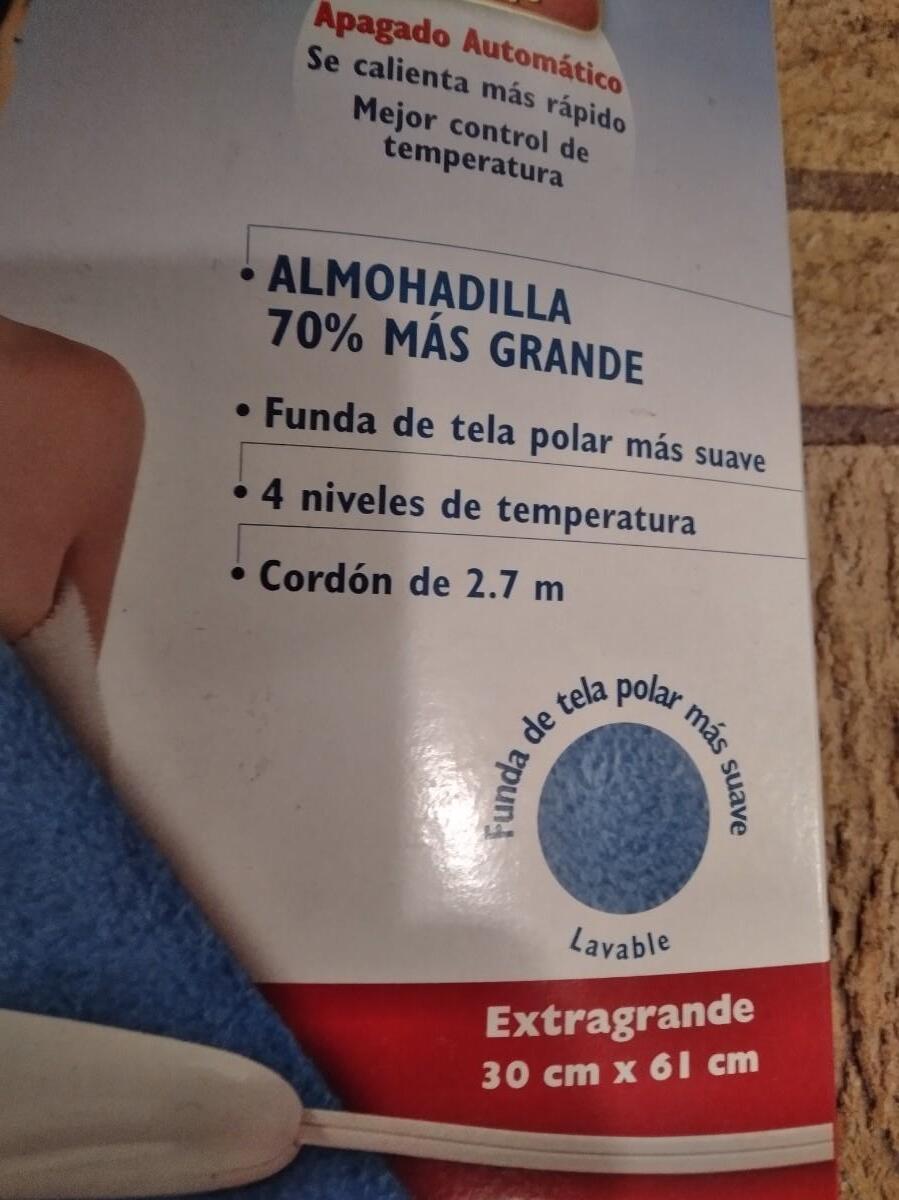 Apagado Automático
Se calienta más rápido
Mejor control de
temperatura
• ALMOHADILLA
70% MÁS GRANDE
• Funda de tela polar más suave
• 4 niveles de temperatura
• Cordón de 2.7 m
Funda de tela polar más suave
Lavable
Extragrande
30 cm x 61 cm